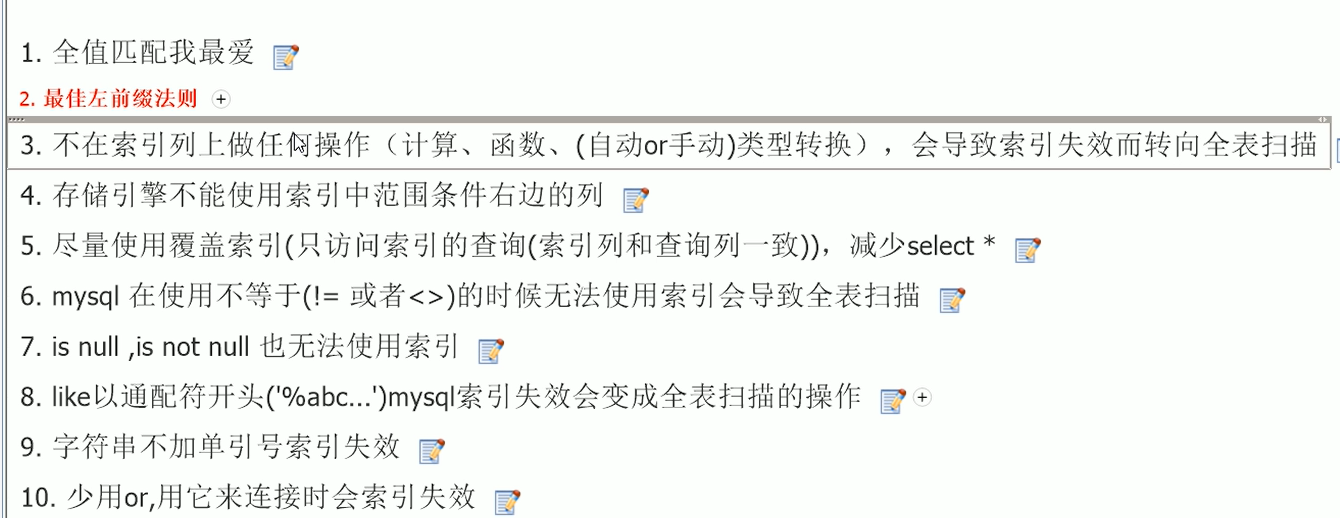 1. 全值匹配我最爱
2. 最佳左前缀法则
3. 不在索引列上做任何操作（计算、函数、(自动or手动)类型转换），会导致索引失效而转向全表扫描
4. 存储引擎不能使用索引中范围条件右边的列
5. 尽量使用覆盖索引(只访问索引的查询(索引列和查询列一致))，减少select *
6. mysql 在使用不等于(!= 或者<>)的时候无法使用索引会导致全表扫描
7. is null ,is not null 也无法使用索引
8. like以通配符开头('%abc...')mysql索引失效会变成全表扫描的操作
9. 字符串不加单引号索引失效
10. 少用or,用它来连接时会索引失效